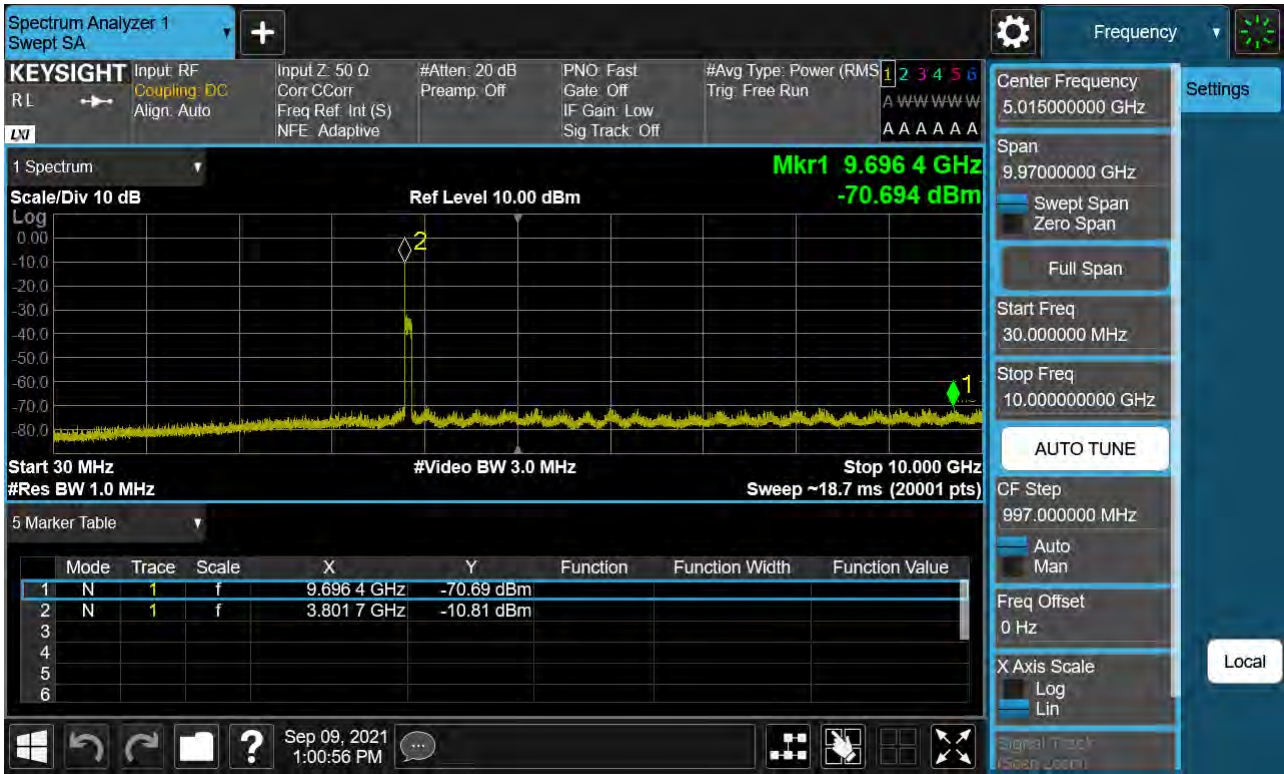 Spectrum Analyzer 1
Swept SA
+
Frequency
KEYSIGHT
RL
LXI
Input: RF
Coupling: DC
Align: Auto
Input Z: 50 Ω
Corr CCorr
Freq Ref: Int (S)
NFE: Adaptive
#Atten: 20 dB
Preamp: Off
PNO: Fast
Gate: Off
IF Gain: Low
Sig Track: Off
#Avg Type: Power (RMS
Trig: Free Run
1 2 3 4 5 6
A W W W W W
A A A A A A
1 Spectrum
Mkr1 9.696 4 GHz
Scale/Div 10 dB
Ref Level 10.00 dBm
-70.694 dBm
Log
0.00
-10.0
-20.0
-30.0
-40.0
-50.0
-60.0
-70.0
-80.0
2
1
Start 30 MHz
#Video BW 3.0 MHz
Stop 10.000 GHz
#Res BW 1.0 MHz
Sweep ~18.7 ms (20001 pts)
5 Marker Table
Mode Trace Scale X Y Function Function Width Function Value
1 N 1 f 9.696 4 GHz -70.69 dBm
2 N 1 f 3.801 7 GHz -10.81 dBm
3
4
5
6
Center Frequency
5.015000000 GHz
Settings
Span
9.97000000 GHz
Swept Span
Zero Span
Full Span
Start Freq
30.000000 MHz
Stop Freq
10.000000000 GHz
AUTO TUNE
CF Step
997.000000 MHz
Auto
Man
Freq Offset
0 Hz
X Axis Scale
Log
Lin
Local
Signal Track
(Span Zoom)
?
Sep 09, 2021
1:00:56 PM